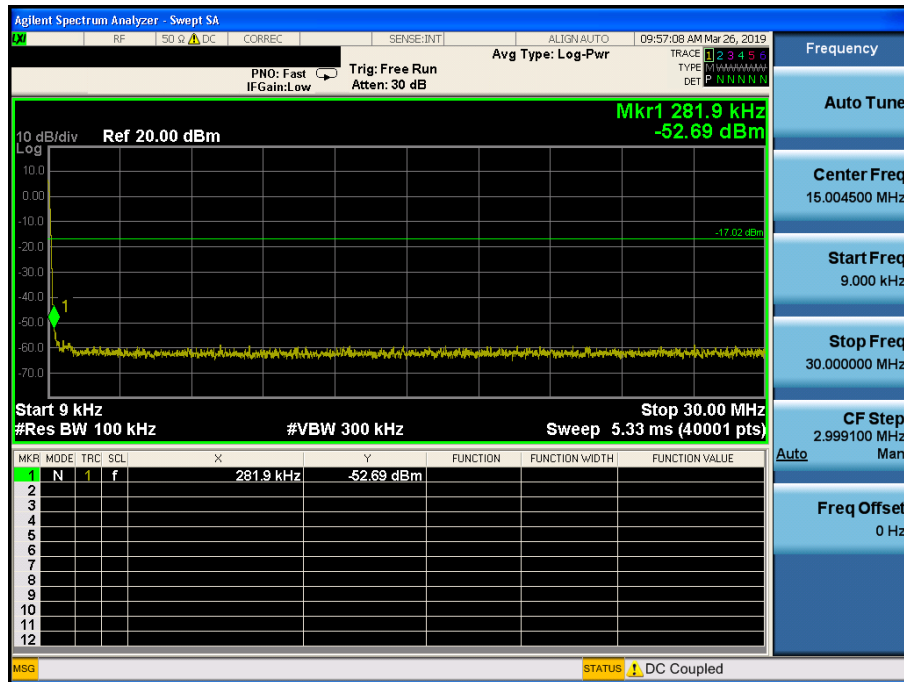 Agilent Spectrum Analyzer - Swept SA
LXI RF 50 Ω DC CORREC SENSE:INT ALIGN AUTO 09:57:08 AM Mar 26, 2019
Avg Type: Log-Pwr
TRACE 1 2 3 4 5 6
TYPE M W W W W W
DET P N N N N N
PNO: Fast
IFGain:Low
Trig: Free Run
Atten: 30 dB
Mkr1 281.9 kHz
-52.69 dBm
10 dB/div Ref 20.00 dBm
Log
10.0
0.00
-10.0
-17.02 dBm
-20.0
-30.0
-40.0
1
-50.0
-60.0
-70.0
Start 9 kHz Stop 30.00 MHz
#Res BW 100 kHz #VBW 300 kHz Sweep 5.33 ms (40001 pts)
MKR MODE TRC SCL X Y FUNCTION FUNCTION WIDTH FUNCTION VALUE
1 N 1 f 281.9 kHz -52.69 dBm
2
3
4
5
6
7
8
9
10
11
12
MSG STATUS DC Coupled
Frequency
Auto Tune
Center Freq
15.004500 MHz
Start Freq
9.000 kHz
Stop Freq
30.000000 MHz
CF Step
2.999100 MHz
Auto Man
Freq Offset
0 Hz